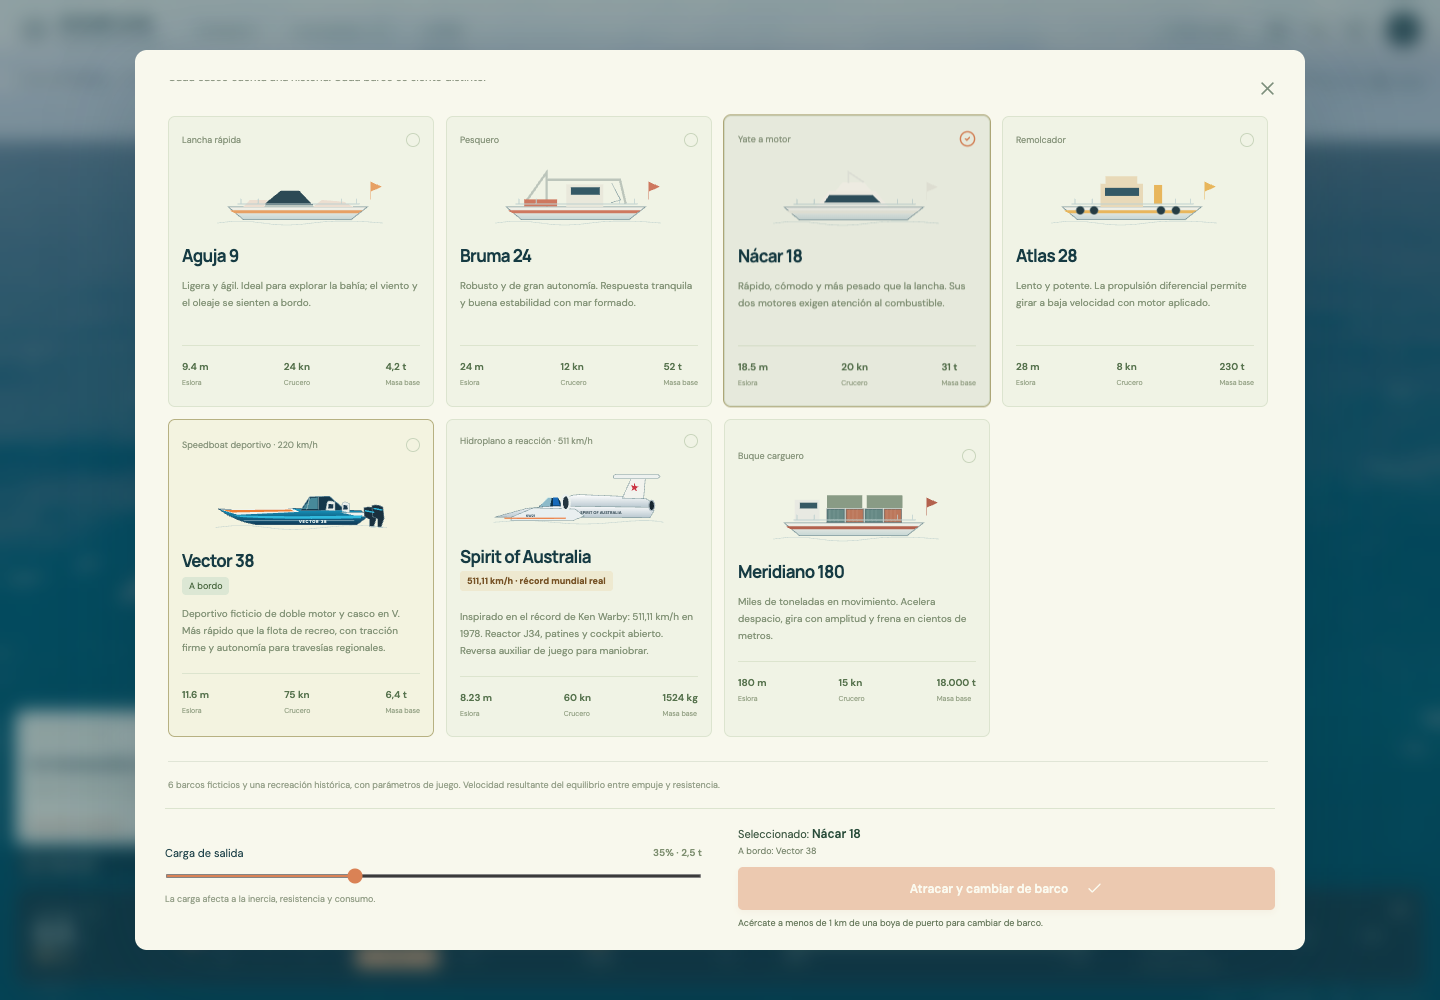 Lancha rápida
Aguja 9
Ligera y ágil. Ideal para explorar la bahía; el viento y
el oleaje se sienten a bordo.
9.4 m
24 kn
4,2 t
Eslora
Crucero
Masa base
Pesquero
Bruma 24
Robusto y de gran autonomía. Respuesta tranquila
y buena estabilidad con mar formado.
24 m
12 kn
52 t
Eslora
Crucero
Masa base
Yate a motor
Nácar 18
Rápido, cómodo y más pesado que la lancha. Sus
dos motores exigen atención al combustible.
18.5 m
20 kn
31 t
Eslora
Crucero
Masa base
Remolcador
Atlas 28
Lento y potente. La propulsión diferencial permite
girar a baja velocidad con motor aplicado.
28 m
8 kn
230 t
Eslora
Crucero
Masa base
Speedboat deportivo · 220 km/h
VECTOR 38
Vector 38
A bordo
Deportivo ficticio de doble motor y casco en V.
Más rápido que la flota de recreo, con tracción
firme y autonomía para travesías regionales.
11.6 m
75 kn
6,4 t
Eslora
Crucero
Masa base
Hidroplano a reacción · 511 km/h
SPIRIT OF AUSTRALIA
Spirit of Australia
511,11 km/h · récord mundial real
Inspirado en el récord de Ken Warby: 511,11 km/h en
1978. Reactor J34, patines y cockpit abierto.
Reversa auxiliar de juego para maniobrar.
8.23 m
60 kn
1524 kg
Eslora
Crucero
Masa base
Buque carguero
Meridiano 180
Miles de toneladas en movimiento. Acelera
despacio, gira con amplitud y frena en cientos de
metros.
180 m
15 kn
18.000 t
Eslora
Crucero
Masa base
6 barcos ficticios y una recreación histórica, con parámetros de juego. Velocidad resultante del equilibrio entre empuje y resistencia.
Carga de salida
35% · 2,5 t
La carga afecta a la inercia, resistencia y consumo.
Seleccionado: Nácar 18
A bordo: Vector 38
Atracar y cambiar de barco
Acércate a menos de 1 km de una boya de puerto para cambiar de barco.